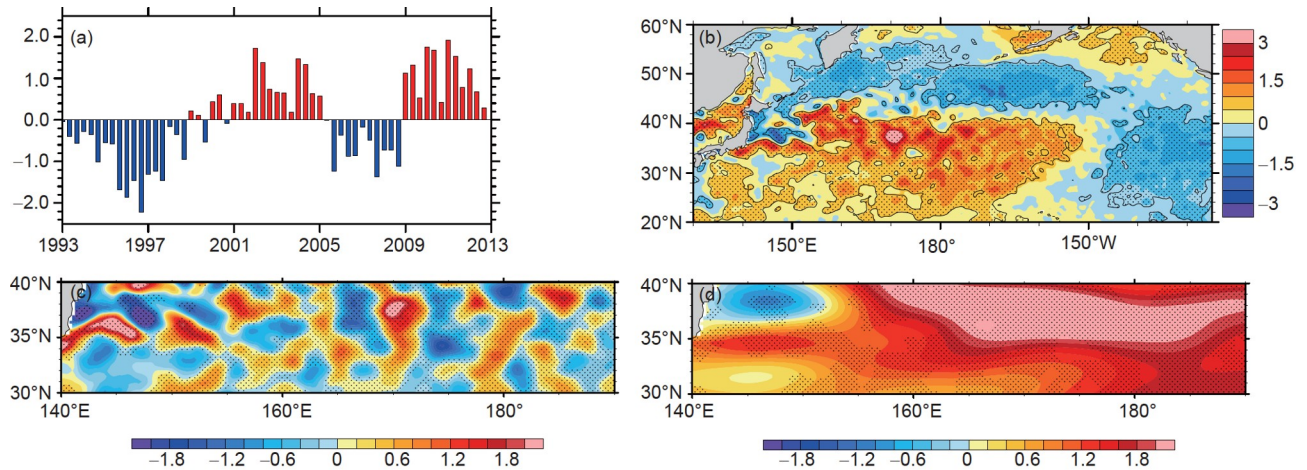 (a)
2.0
1.0
0.0
−1.0
−2.0
1993 1997 2001 2005 2009 2013
(b)
60°N
50°N
40°N
30°N
20°N
150°E 180° 150°W
3
1.5
0
−1.5
−3
(c)
40°N
35°N
30°N
140°E 160°E 180°
−1.8 −1.2 −0.6 0 0.6 1.2 1.8
(d)
40°N
35°N
30°N
140°E 160°E 180°
−1.8 −1.2 −0.6 0 0.6 1.2 1.8